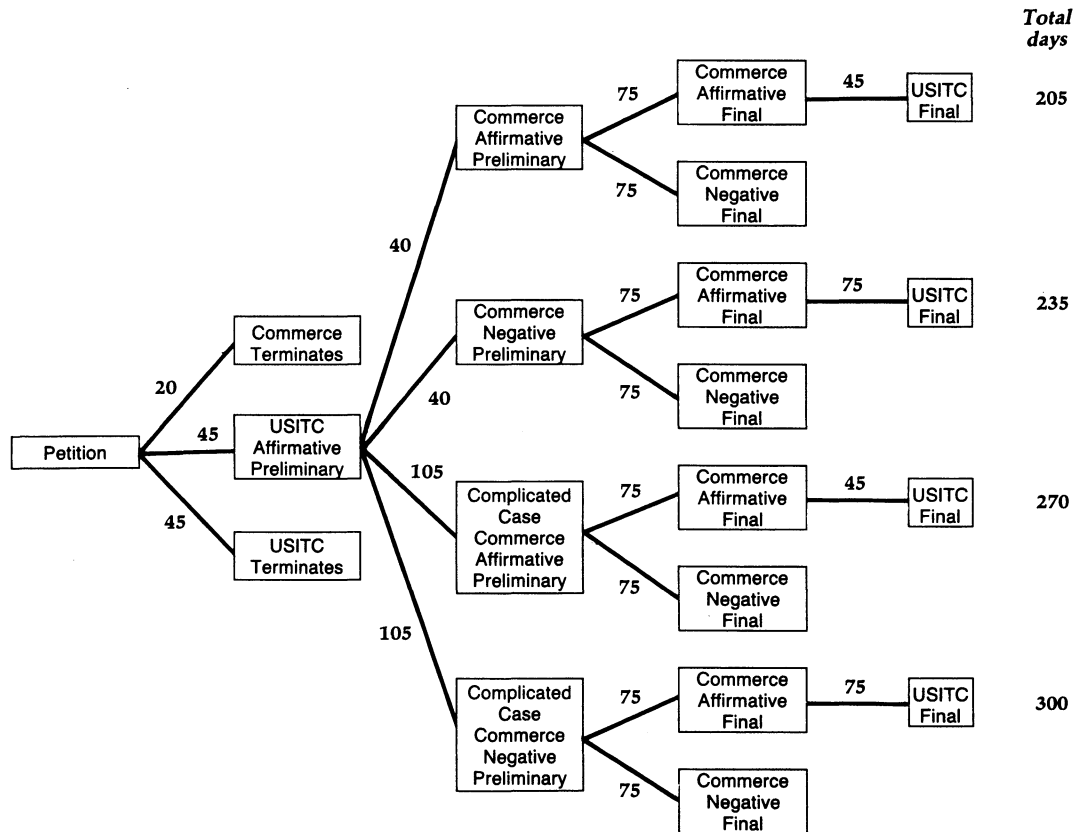 Total
days
Commerce
Affirmative
Preliminary
75
Commerce
Affirmative
Final
45
USITC
Final
205
75
Commerce
Negative
Final
40
Commerce
Negative
Preliminary
75
Commerce
Affirmative
Final
75
USITC
Final
235
40
75
Commerce
Negative
Final
Petition
20
Commerce
Terminates
45
USITC
Affirmative
Preliminary
45
USITC
Terminates
105
Complicated
Case
Commerce
Affirmative
Preliminary
75
Commerce
Affirmative
Final
45
USITC
Final
270
75
Commerce
Negative
Final
105
Complicated
Case
Commerce
Negative
Preliminary
75
Commerce
Affirmative
Final
75
USITC
Final
300
75
Commerce
Negative
Final